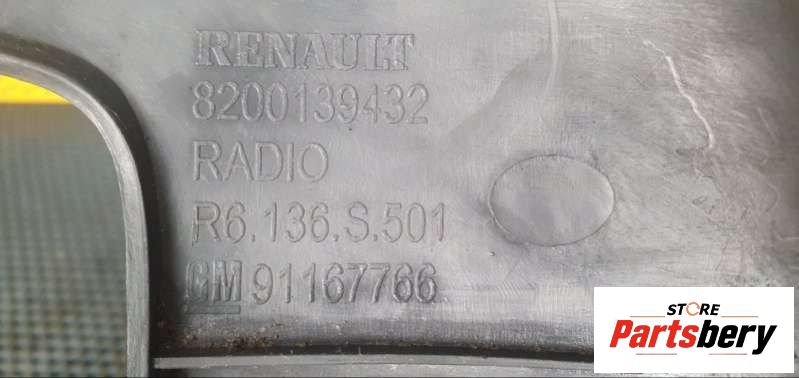 RENAULT
8200139432
RADIO
R6.136.S.501
GM 91167766
STORE
Partsbery